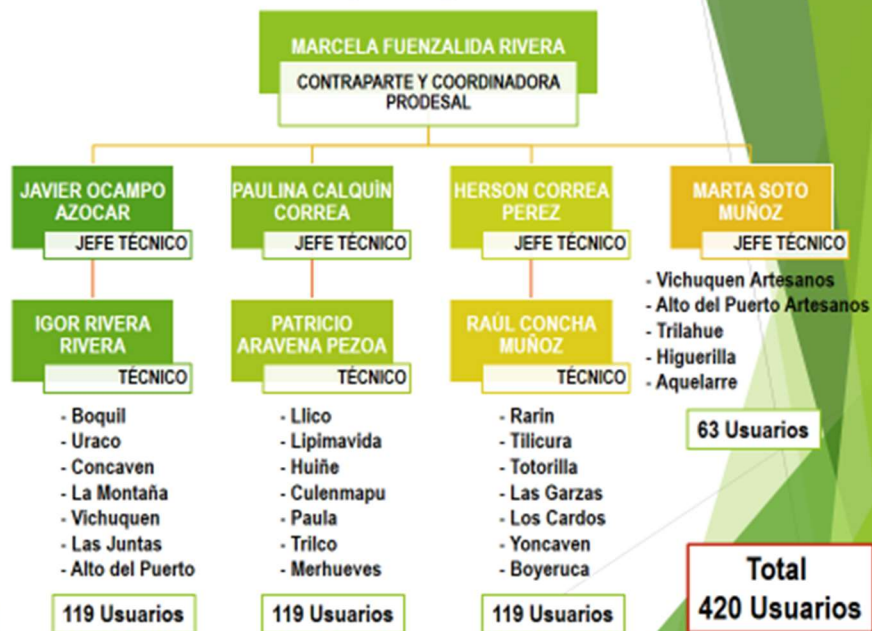 MARCELA FUENZALIDA RIVERA
CONTRAPARTE Y COORDINADORA
PRODESAL
JAVIER OCAMPO
AZOCAR
JEFE TÉCNICO
PAULINA CALQUÌN
CORREA
JEFE TÉCNICO
HERSON CORREA
PEREZ
JEFE TÉCNICO
MARTA SOTO
MUÑOZ
JEFE TÉCNICO
IGOR RIVERA
RIVERA
TÉCNICO
PATRICIO
ARAVENA PEZOA
TÉCNICO
RAÚL CONCHA
MUÑOZ
TÉCNICO
- Vichuquen Artesanos
- Alto del Puerto Artesanos
- Trilahue
- Higuerilla
- Aquelarre
63 Usuarios
- Boquil
- Uraco
- Concaven
- La Montaña
- Vichuquen
- Las Juntas
- Alto del Puerto
119 Usuarios
- Llico
- Lipimavida
- Huiñe
- Culenmapu
- Paula
- Trilco
- Merhueves
119 Usuarios
- Rarin
- Tilicura
- Totorilla
- Las Garzas
- Los Cardos
- Yoncaven
- Boyeruca
119 Usuarios
Total
420 Usuarios